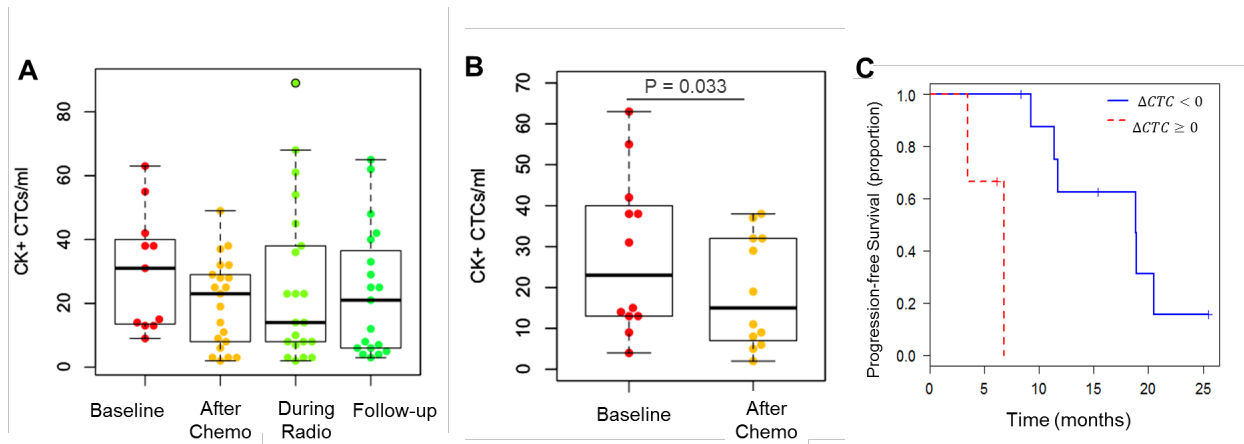 A
CK+ CTCs/ml
80
60
40
20
0
Baseline
After
Chemo
During
Radio
Follow-up
B
CK+ CTCs/ml
70
60
50
40
30
20
10
0
P = 0.033
Baseline
After
Chemo
C
Progression-free Survival (proportion)
1.0
0.8
0.6
0.4
0.2
0.0
ΔCTC < 0
ΔCTC ≥ 0
0 5 10 15 20 25
Time (months)